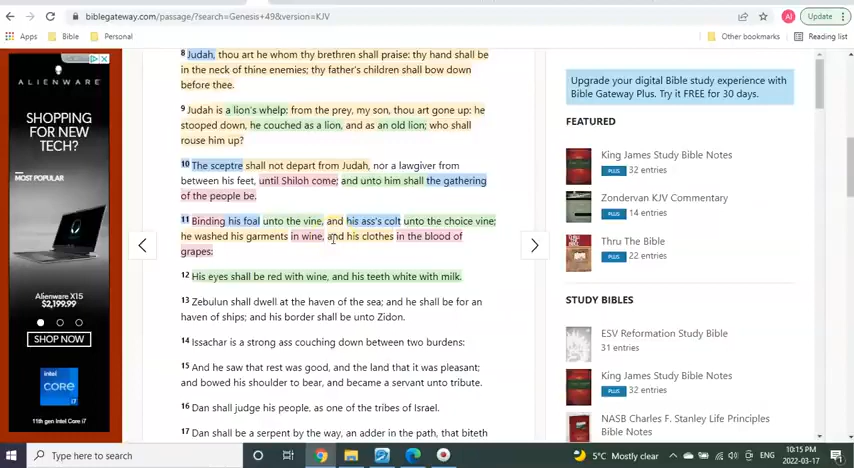 biblegateway.com/passage/?search=Genesis+49&version=KJV
AI
Update
Apps
Bible
Personal
Other bookmarks
Reading list
ALIENWARE
SHOPPING
FOR NEW
TECH?
MOST POPULAR
Alienware X15
$2,199.99
SHOP NOW
intel
CORE
i7
11th gen Intel Core i7
8 Judah, thou art he whom thy brethren shall praise: thy hand shall be
in the neck of thine enemies; thy father's children shall bow down
before thee.
9 Judah is a lion's whelp: from the prey, my son, thou art gone up: he
stooped down, he couched as a lion, and as an old lion; who shall
rouse him up?
10 The sceptre shall not depart from Judah, nor a lawgiver from
between his feet, until Shiloh come; and unto him shall the gathering
of the people be.
11 Binding his foal unto the vine, and his ass's colt unto the choice vine;
he washed his garments in wine, and his clothes in the blood of
grapes:
12 His eyes shall be red with wine, and his teeth white with milk.
13 Zebulun shall dwell at the haven of the sea; and he shall be for an
haven of ships; and his border shall be unto Zidon.
14 Issachar is a strong ass couching down between two burdens:
15 And he saw that rest was good, and the land that it was pleasant;
and bowed his shoulder to bear, and became a servant unto tribute.
16 Dan shall judge his people, as one of the tribes of Israel.
17 Dan shall be a serpent by the way, an adder in the path, that biteth
Upgrade your digital Bible study experience with
Bible Gateway Plus. Try it FREE for 30 days.
FEATURED
King James Study Bible Notes
PLUS 32 entries
Zondervan KJV Commentary
PLUS 14 entries
Thru The Bible
PLUS 22 entries
STUDY BIBLES
ESV Reformation Study Bible
31 entries
King James Study Bible Notes
PLUS 32 entries
NASB Charles F. Stanley Life Principles
Bible Notes
Type here to search
5°C Mostly clear
ENG
10:15 PM
2022-03-17